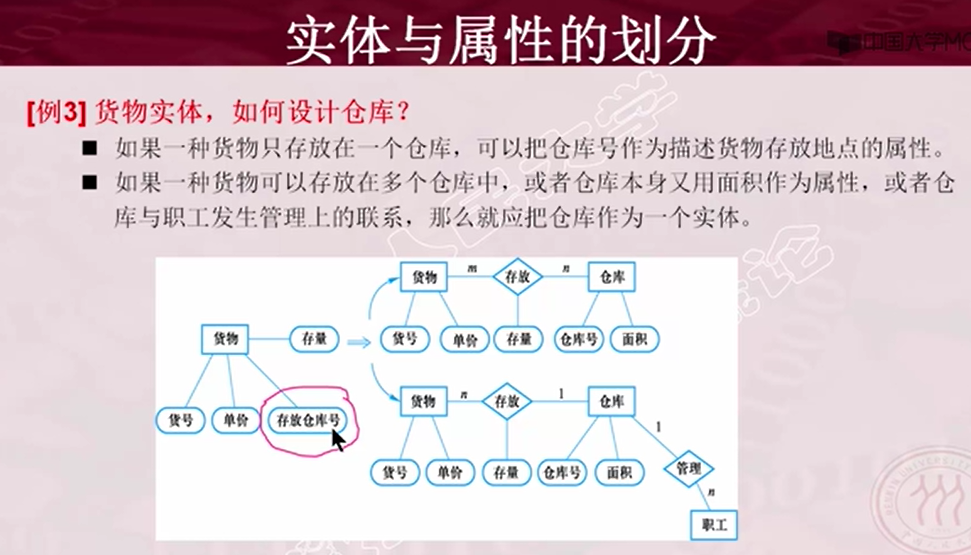 实体与属性的划分
中国大学MO
[例3] 货物实体，如何设计仓库？
■ 如果一种货物只存放在一个仓库，可以把仓库号作为描述货物存放地点的属性。
■ 如果一种货物可以存放在多个仓库中，或者仓库本身又用面积作为属性，或者仓
库与职工发生管理上的联系，那么就应把仓库作为一个实体。
货物 m 存放 n 仓库
货号 单价 存量 仓库号 面积
货物 存量
货号 单价 存放仓库号
货物 n 存放 1 仓库
1
货号 单价 存量 仓库号 面积 管理
n
职工